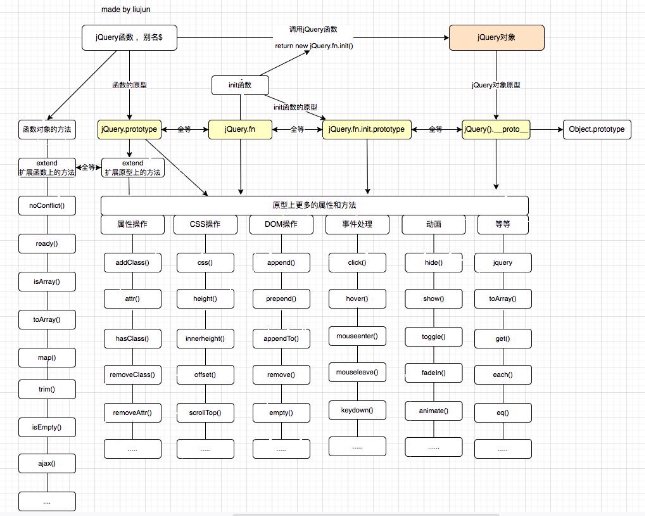 made by liujun
jQuery函数，别名$
调用jQuery函数
return new jQuery.fn.init()
jQuery对象
init函数
函数的原型
init函数的原型
jQuery对象原型
函数对象的方法
jQuery.prototype
全等
jQuery.fn
全等
jQuery.fn.init.prototype
全等
jQuery().__proto__
Object.prototype
extend
扩展函数上的方法
全等
extend
扩展原型上的方法
原型上更多的属性和方法
属性操作
CSS操作
DOM操作
事件处理
动画
等等
noConflict()
ready()
isArray()
toArray()
map()
trim()
isEmpty()
ajax()
....
addClass()
attr()
hasClass()
removeClass()
removeAttr()
......
css()
height()
innerheight()
offset()
scrollTop()
......
append()
prepend()
appendTo()
remove()
empty()
......
click()
hover()
mouseenter()
mouseleave()
keydown()
......
hide()
show()
toggle()
fadeIn()
animate()
.......
jquery
toArray()
get()
each()
eq()
......